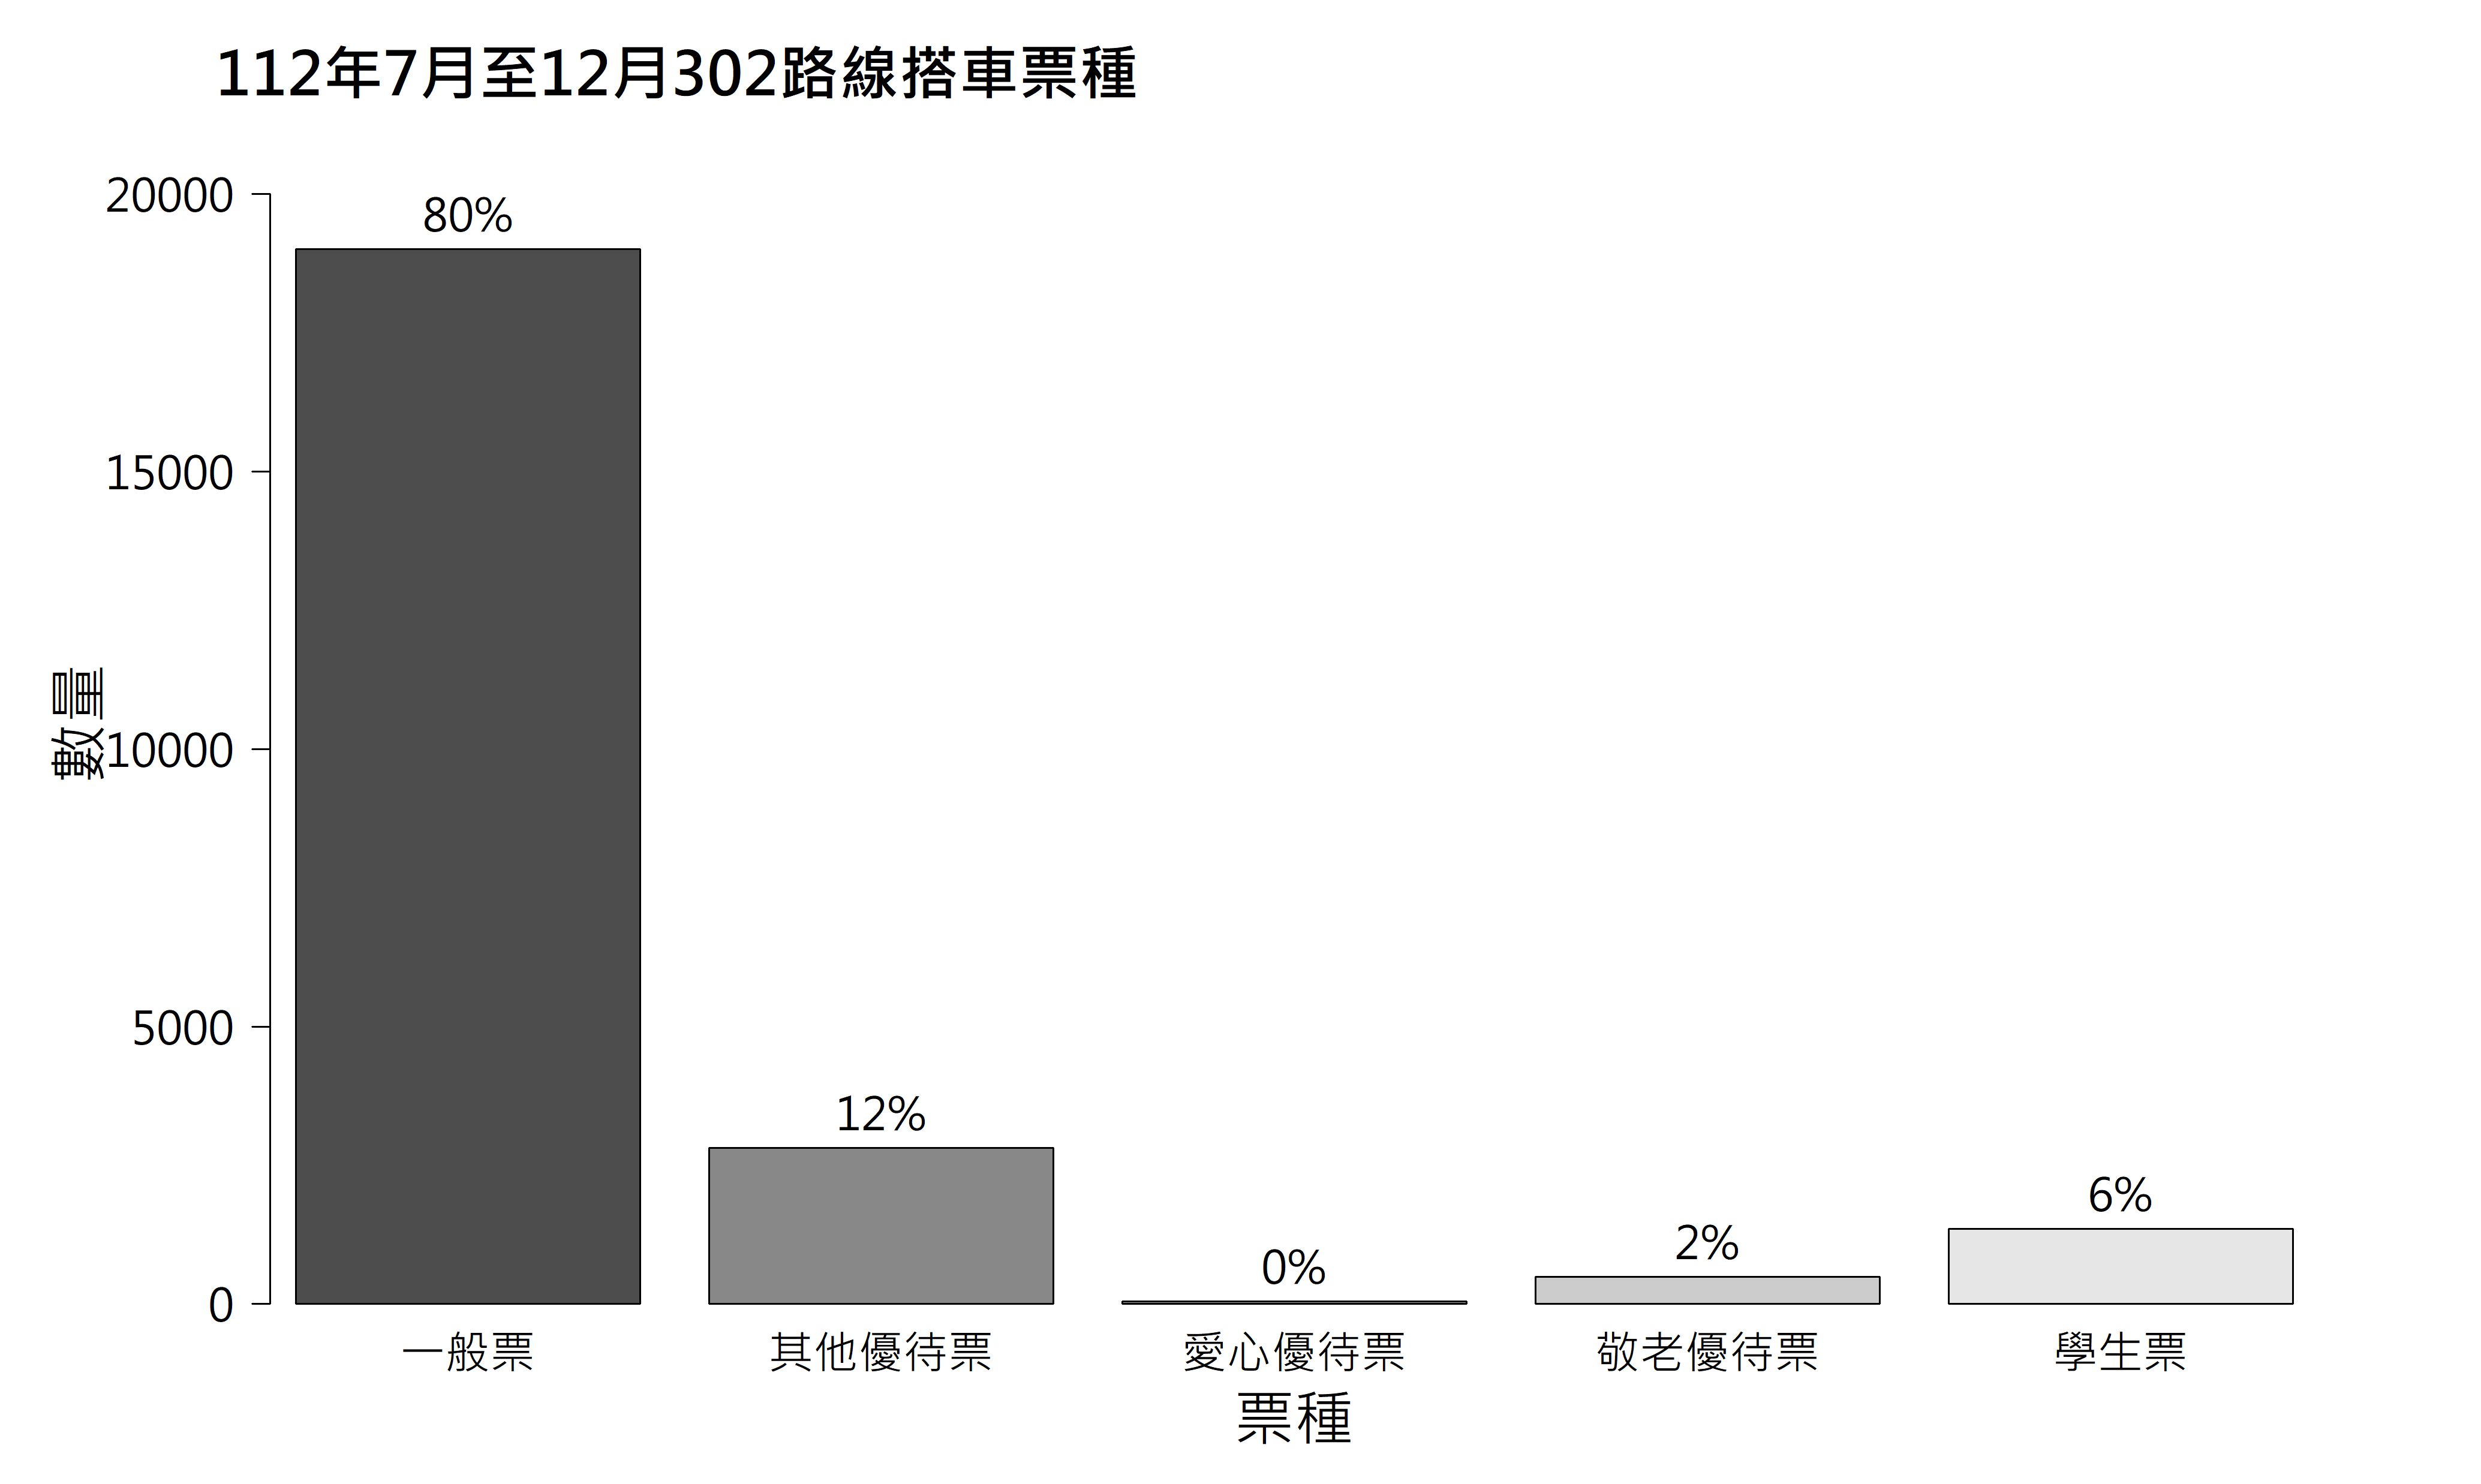 112年7月至12月302路線搭車票種
數量
20000
15000
10000
5000
0
80%
12%
0%
2%
6%
一般票
其他優待票
愛心優待票
敬老優待票
學生票
票種